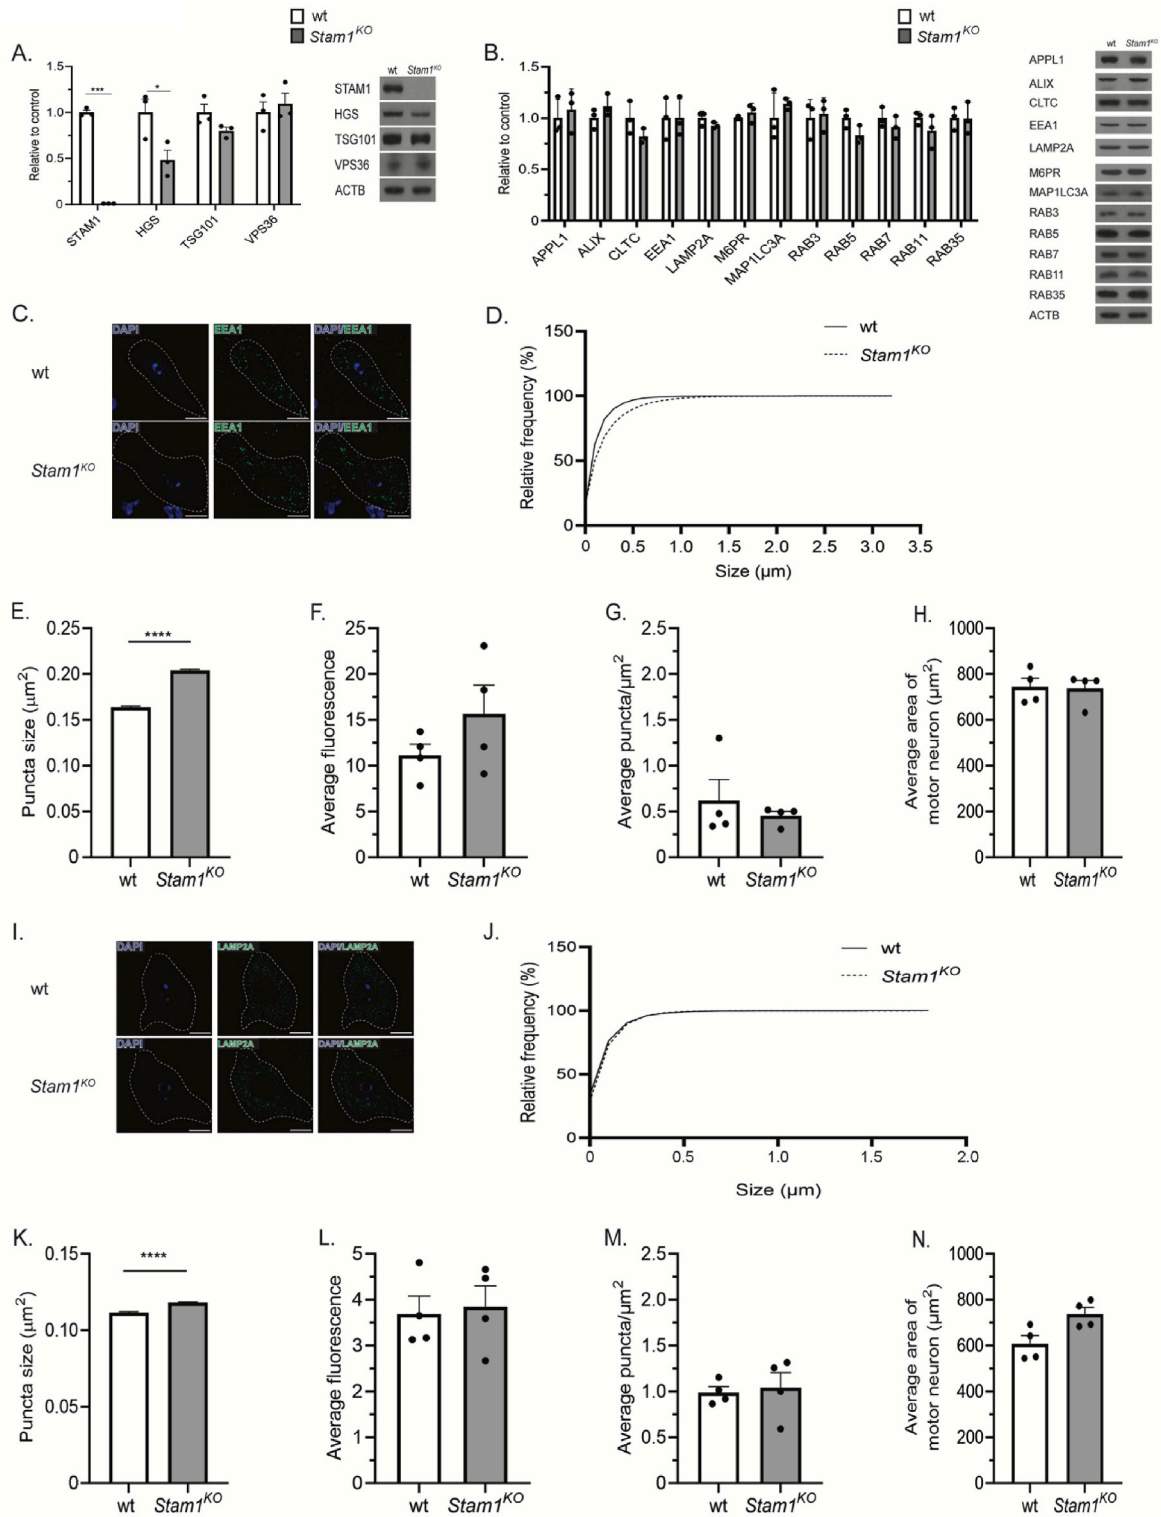 wt
Stam1KO
A.
1.5
1.0
0.5
0
Relative to control
***
*
STAM1
HGS
TSG101
VPS36
wt Stam1KO
STAM1
HGS
TSG101
VPS36
ACTB
wt
Stam1KO
B.
1.5
1.0
0.5
0
Relative to control
APPL1
ALIX
CLTC
EEA1
LAMP2A
M6PR
MAP1LC3A
RAB3
RAB5
RAB7
RAB11
RAB35
wt Stam1KO
APPL1
ALIX
CLTC
EEA1
LAMP2A
M6PR
MAP1LC3A
RAB3
RAB5
RAB7
RAB11
RAB35
ACTB
C.
DAPI EEA1 DAPI/EEA1
wt
DAPI EEA1 DAPI/EEA1
Stam1KO
D.
wt
Stam1KO
150
100
50
0
Relative frequency (%)
0 0.5 1.0 1.5 2.0 2.5 3.0 3.5
Size (µm)
E.
0.25
0.20
0.15
0.10
0.05
0
Puncta size (µm2)
****
wt Stam1KO
F.
25
20
15
10
5
0
Average fluorescence
wt Stam1KO
G.
2.5
2.0
1.5
1.0
0.5
0
Average puncta/µm2
wt Stam1KO
H.
1000
800
600
400
200
0
Average area of
motor neuron (µm2)
wt Stam1KO
I.
DAPI LAMP2A DAPI/LAMP2A
wt
DAPI LAMP2A DAPI/LAMP2A
Stam1KO
J.
wt
Stam1KO
150
100
50
0
Relative frequency (%)
0 0.5 1.0 1.5 2.0
Size (µm)
K.
0.15
0.10
0.05
0
Puncta size (µm2)
****
wt Stam1KO
L.
5
4
3
2
1
0
Average fluorescence
wt Stam1KO
M.
2.5
2.0
1.5
1.0
0.5
0
Average puncta/µm2
wt Stam1KO
N.
1000
800
600
400
200
0
Average area of
motor neuron (µm2)
wt Stam1KO